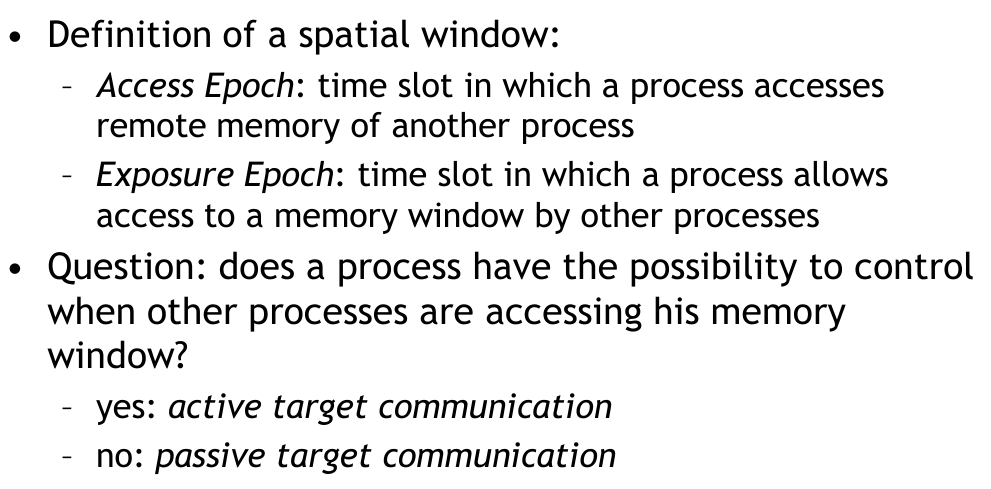 • Definition of a spatial window:
– Access Epoch: time slot in which a process accesses
remote memory of another process
– Exposure Epoch: time slot in which a process allows
access to a memory window by other processes
• Question: does a process have the possibility to control
when other processes are accessing his memory
window?
– yes: active target communication
– no: passive target communication